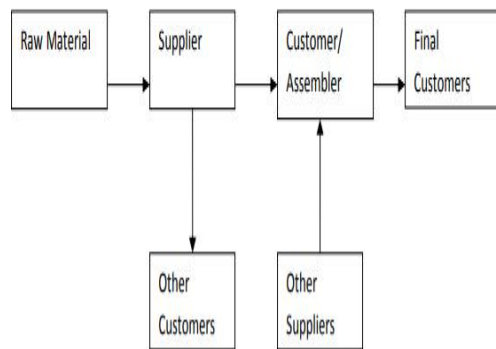 Raw Material
Supplier
Customer/
Assembler
Final
Customers
Other
Customers
Other
Suppliers